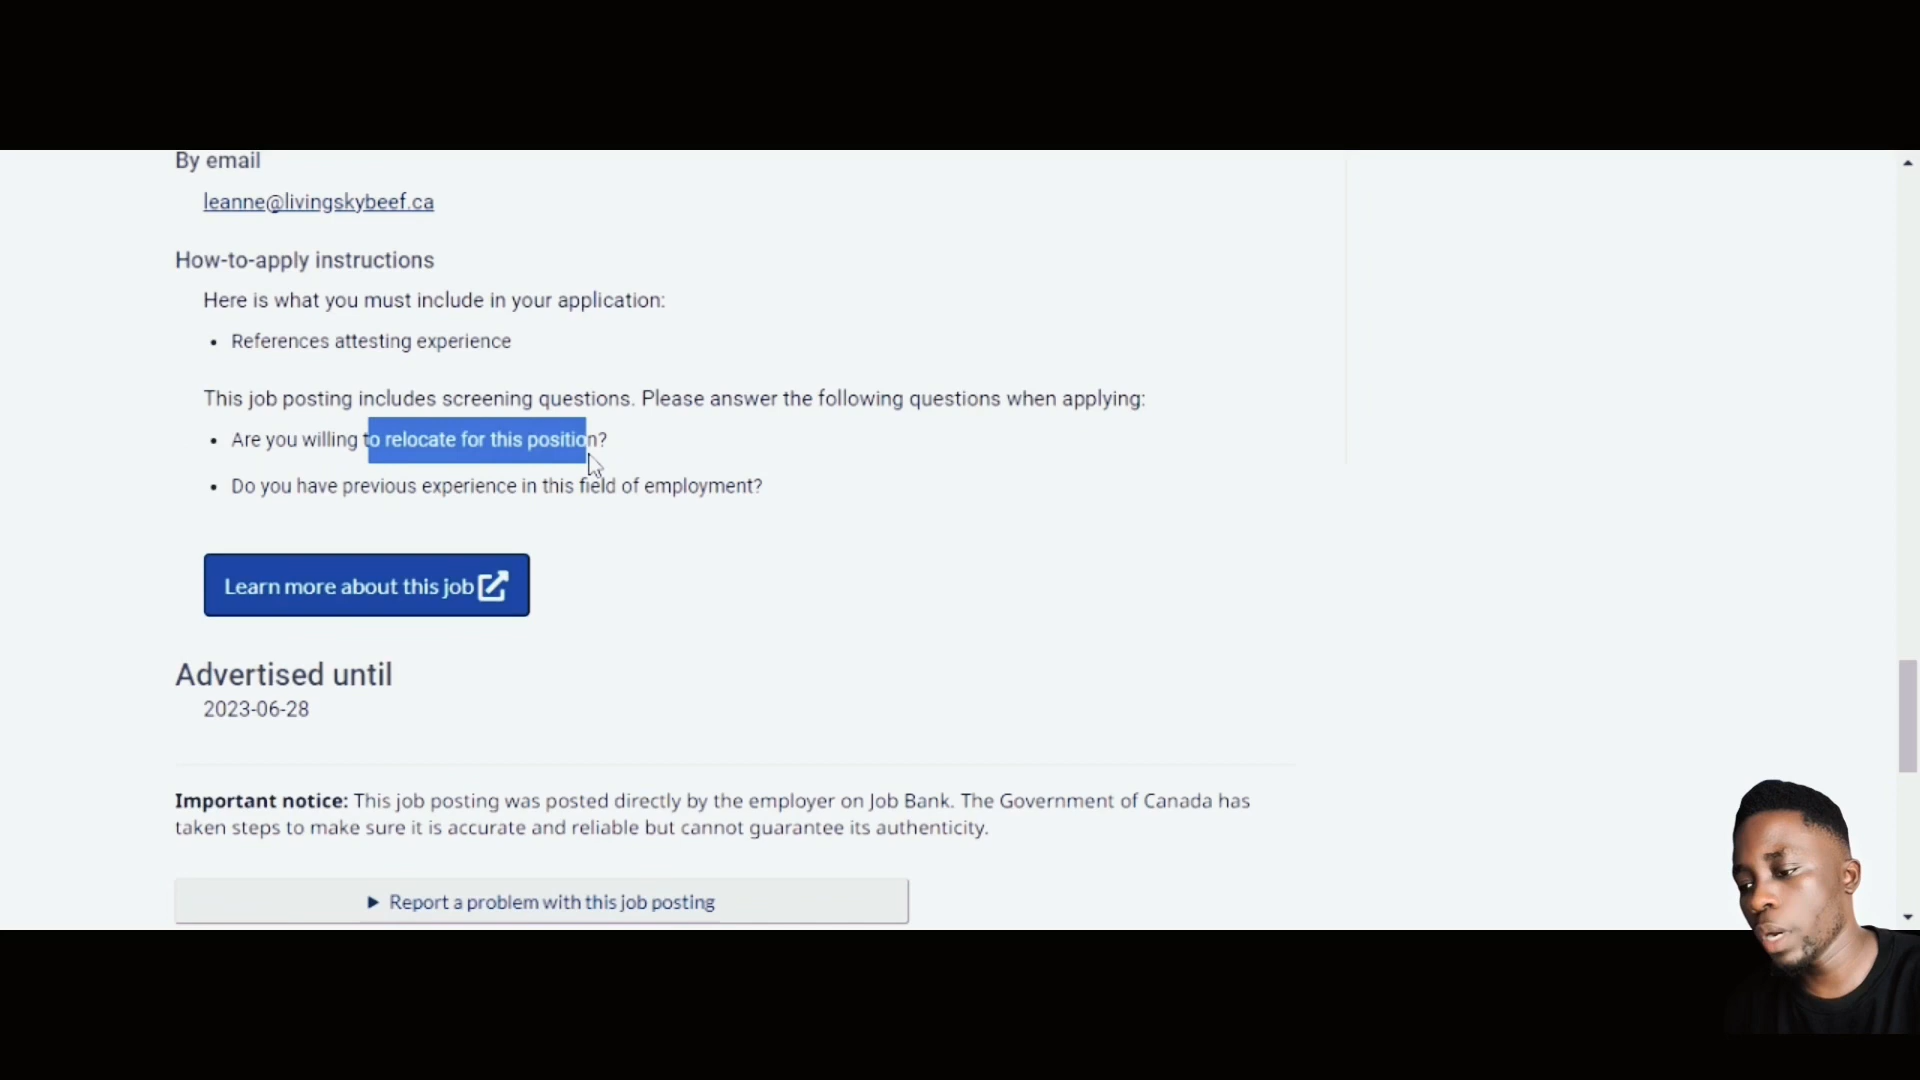 By email
leanne@livingskybeef.ca
How-to-apply instructions
Here is what you must include in your application:
• References attesting experience
This job posting includes screening questions. Please answer the following questions when applying:
• Are you willing to relocate for this position?
• Do you have previous experience in this field of employment?
Learn more about this job
Advertised until
2023-06-28
Important notice: This job posting was posted directly by the employer on Job Bank. The Government of Canada has
taken steps to make sure it is accurate and reliable but cannot guarantee its authenticity.
Report a problem with this job posting